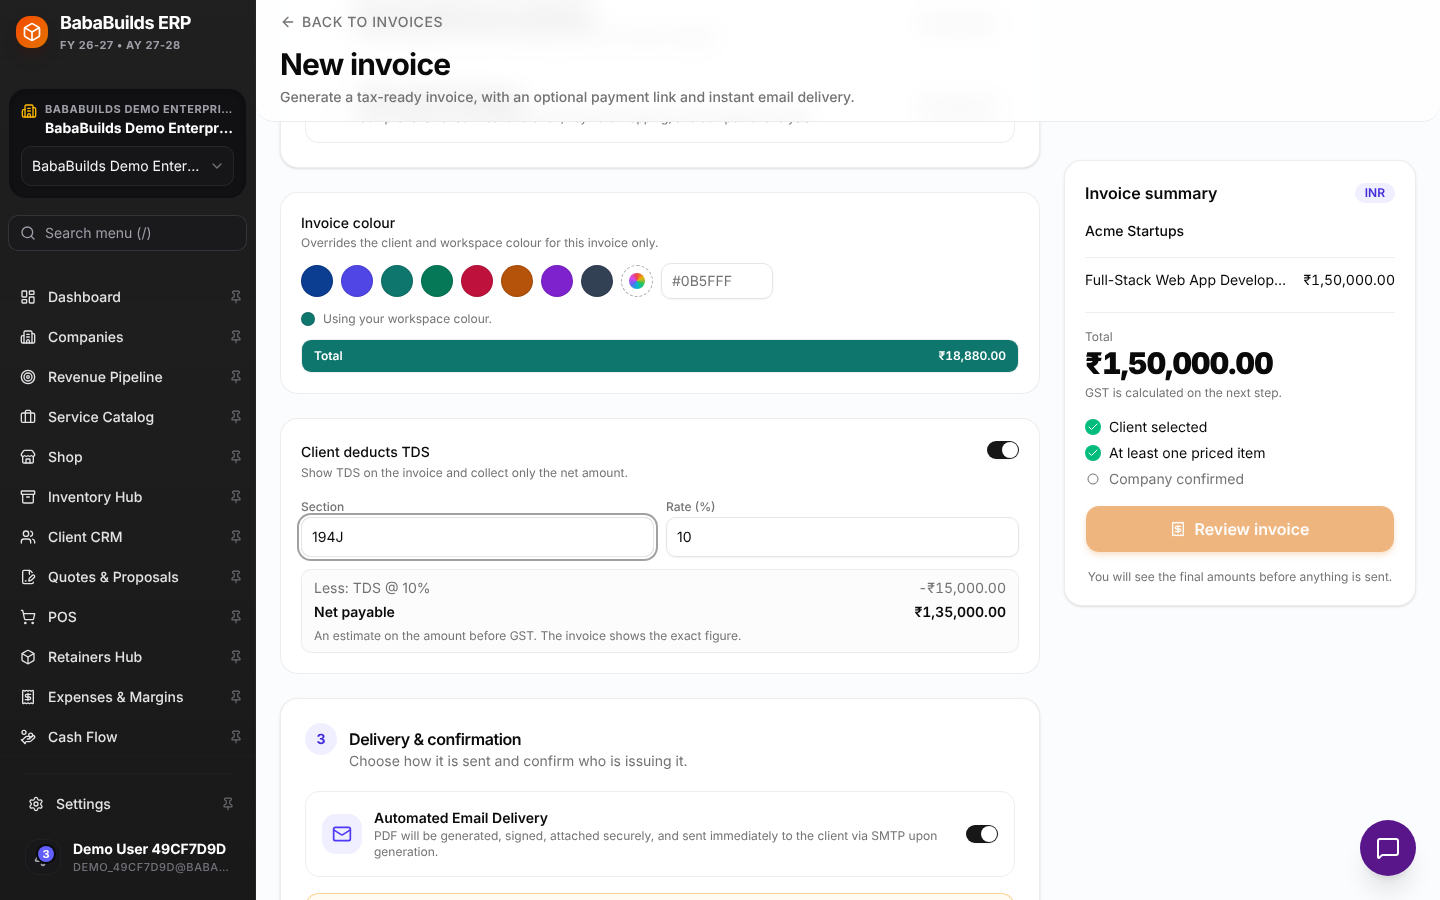 BabaBuilds ERP
FY 26-27 • AY 27-28
BABABUILDS DEMO ENTERPRI...
BabaBuilds Demo Enterpr...
BabaBuilds Demo Enter...
Search menu (/)
Dashboard
Companies
Revenue Pipeline
Service Catalog
Shop
Inventory Hub
Client CRM
Quotes & Proposals
POS
Retainers Hub
Expenses & Margins
Cash Flow
Settings
3
Demo User 49CF7D9D
DEMO_49CF7D9D@BABA...
BACK TO INVOICES
New invoice
Generate a tax-ready invoice, with an optional payment link and instant email delivery.
Invoice colour
Overrides the client and workspace colour for this invoice only.
#0B5FFF
Using your workspace colour.
Total ₹18,880.00
Client deducts TDS
Show TDS on the invoice and collect only the net amount.
Section Rate (%)
194J 10
Less: TDS @ 10% -₹15,000.00
Net payable ₹1,35,000.00
An estimate on the amount before GST. The invoice shows the exact figure.
3 Delivery & confirmation
Choose how it is sent and confirm who is issuing it.
Automated Email Delivery
PDF will be generated, signed, attached securely, and sent immediately to the client via SMTP upon
generation.
Invoice summary INR
Acme Startups
Full-Stack Web App Develop... ₹1,50,000.00
Total
₹1,50,000.00
GST is calculated on the next step.
Client selected
At least one priced item
Company confirmed
Review invoice
You will see the final amounts before anything is sent.